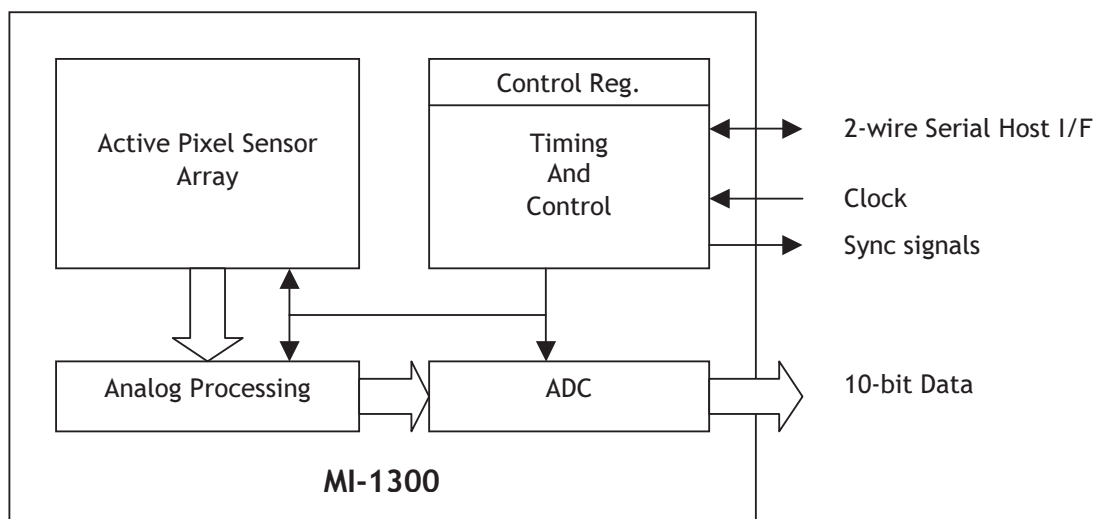 Control Reg.
Active Pixel Sensor
Array
Timing
And
Control
2-wire Serial Host I/F
Clock
Sync signals
Analog Processing
ADC
10-bit Data
MI-1300